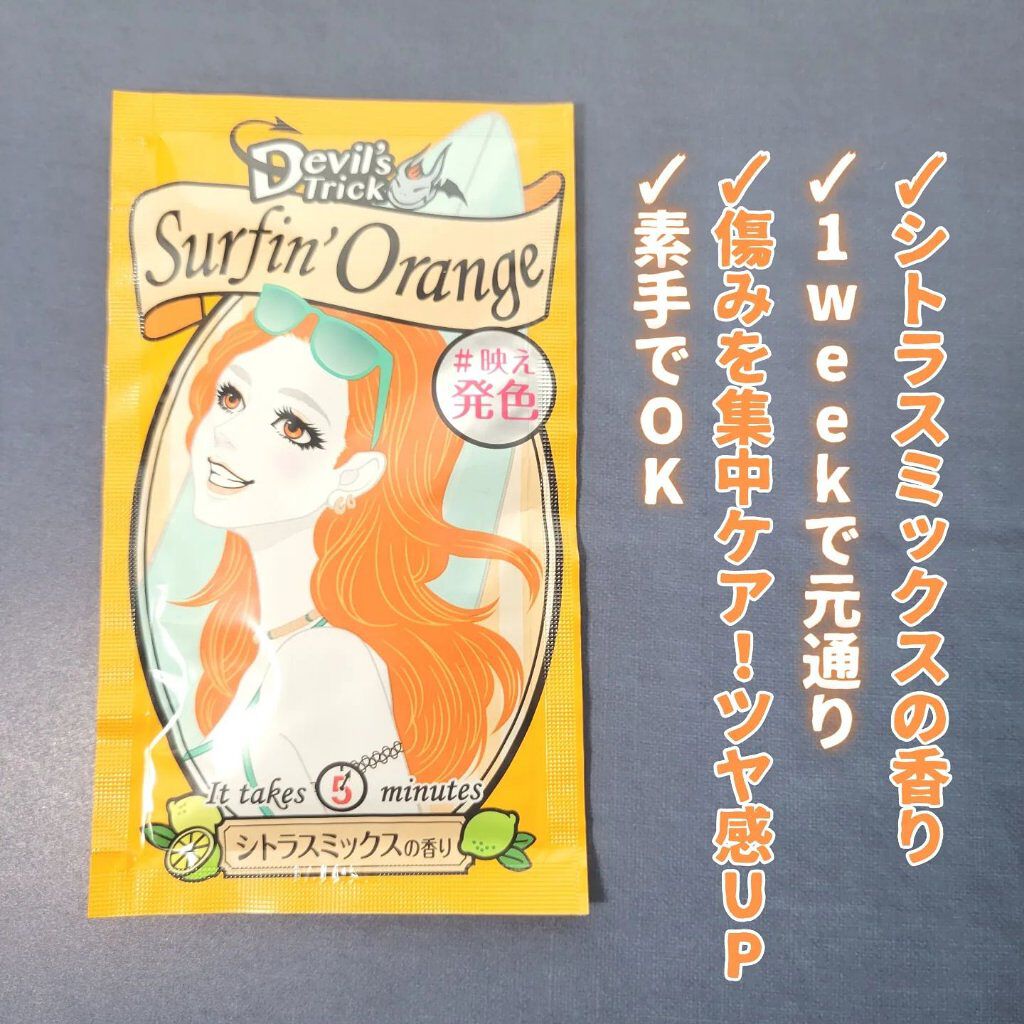 Devil's
Trick
Surfin' Orange
#映え
発色
It takes 5 minutes
シトラスミックスの香り
✓シトラスミックスの香り
✓1weekで元通り
✓傷みを集中ケア!ツヤ感UP
✓素手でOK